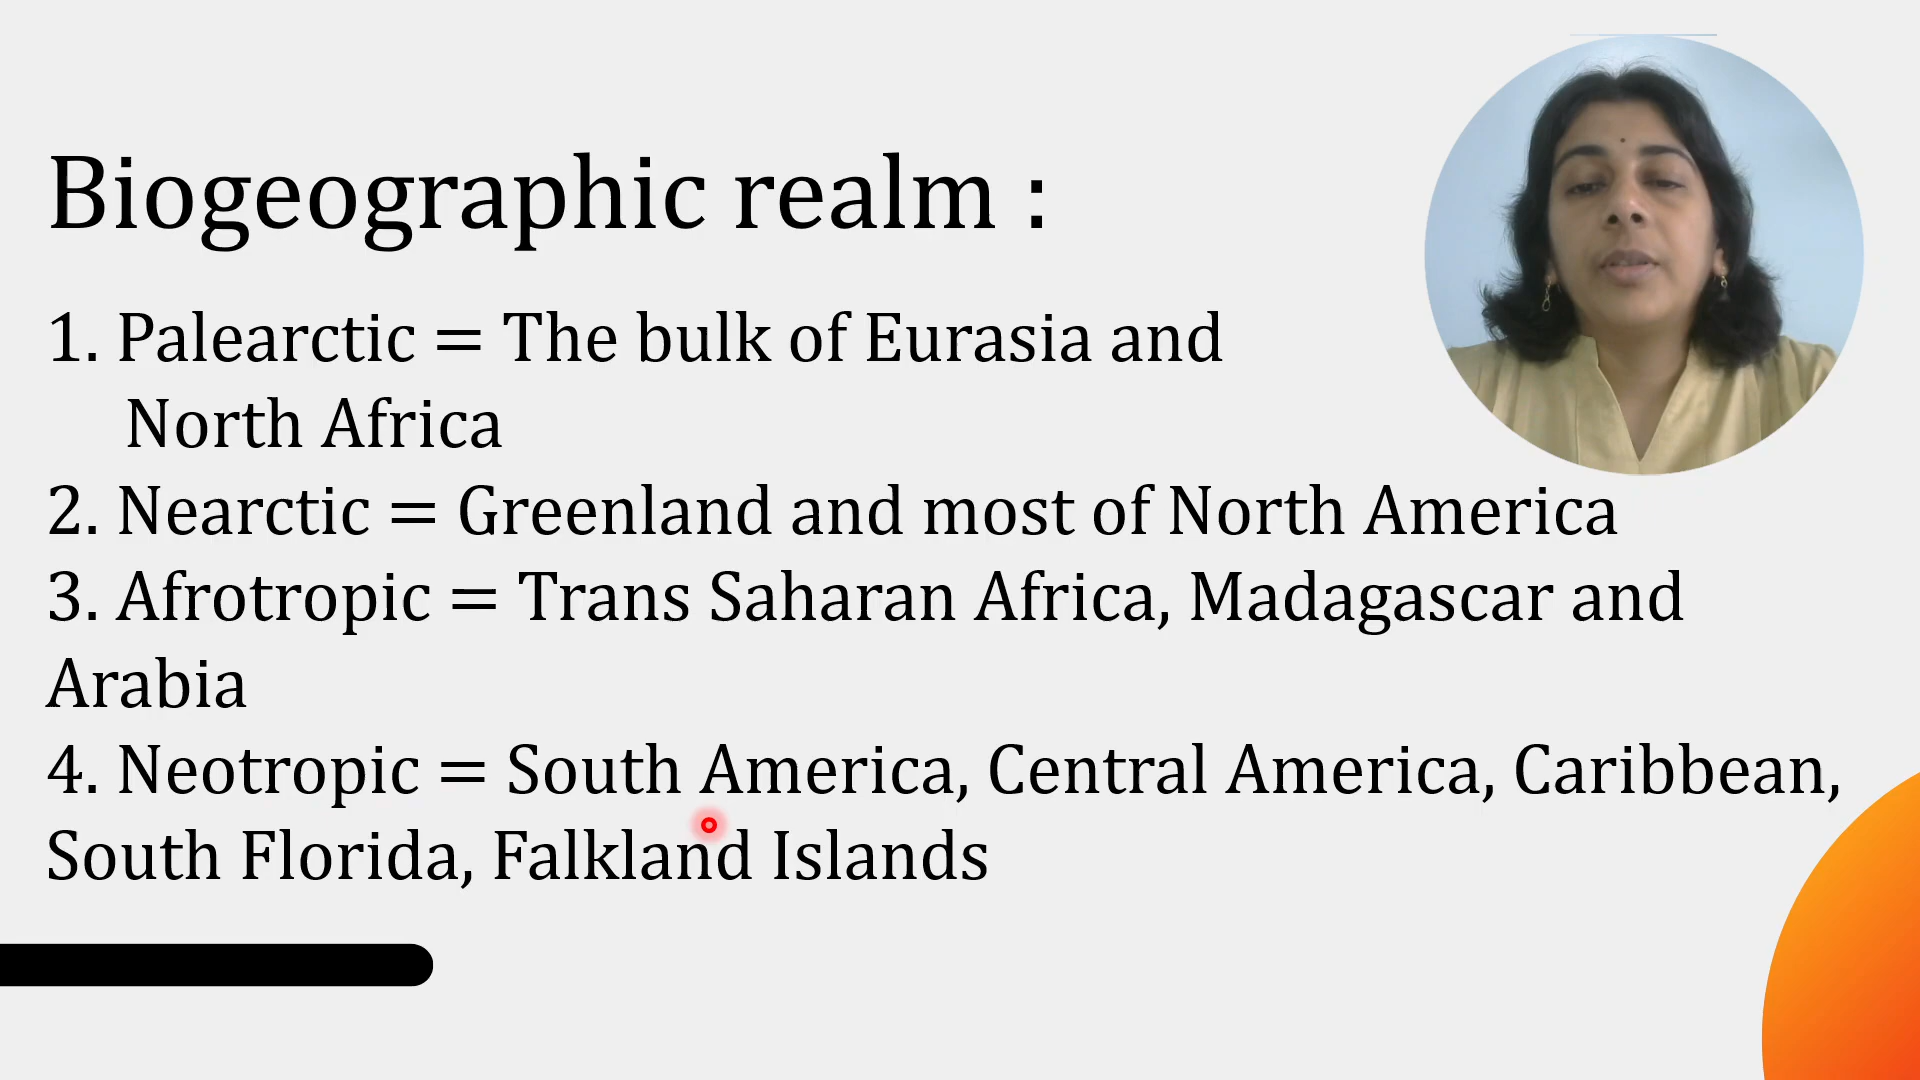 Biogeographic realm :
1. Palearctic = The bulk of Eurasia and
North Africa
2. Nearctic = Greenland and most of North America
3. Afrotropic = Trans Saharan Africa, Madagascar and
Arabia
4. Neotropic = South America, Central America, Caribbean,
South Florida, Falkland Islands